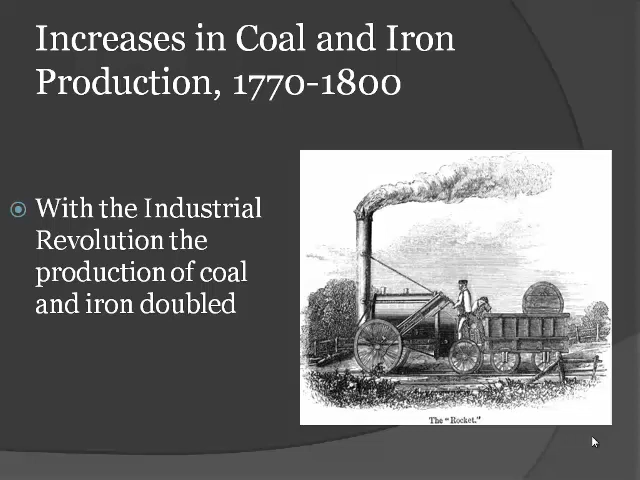 Increases in Coal and Iron
Production, 1770-1800
With the Industrial
Revolution the
production of coal
and iron doubled
The "Rocket."